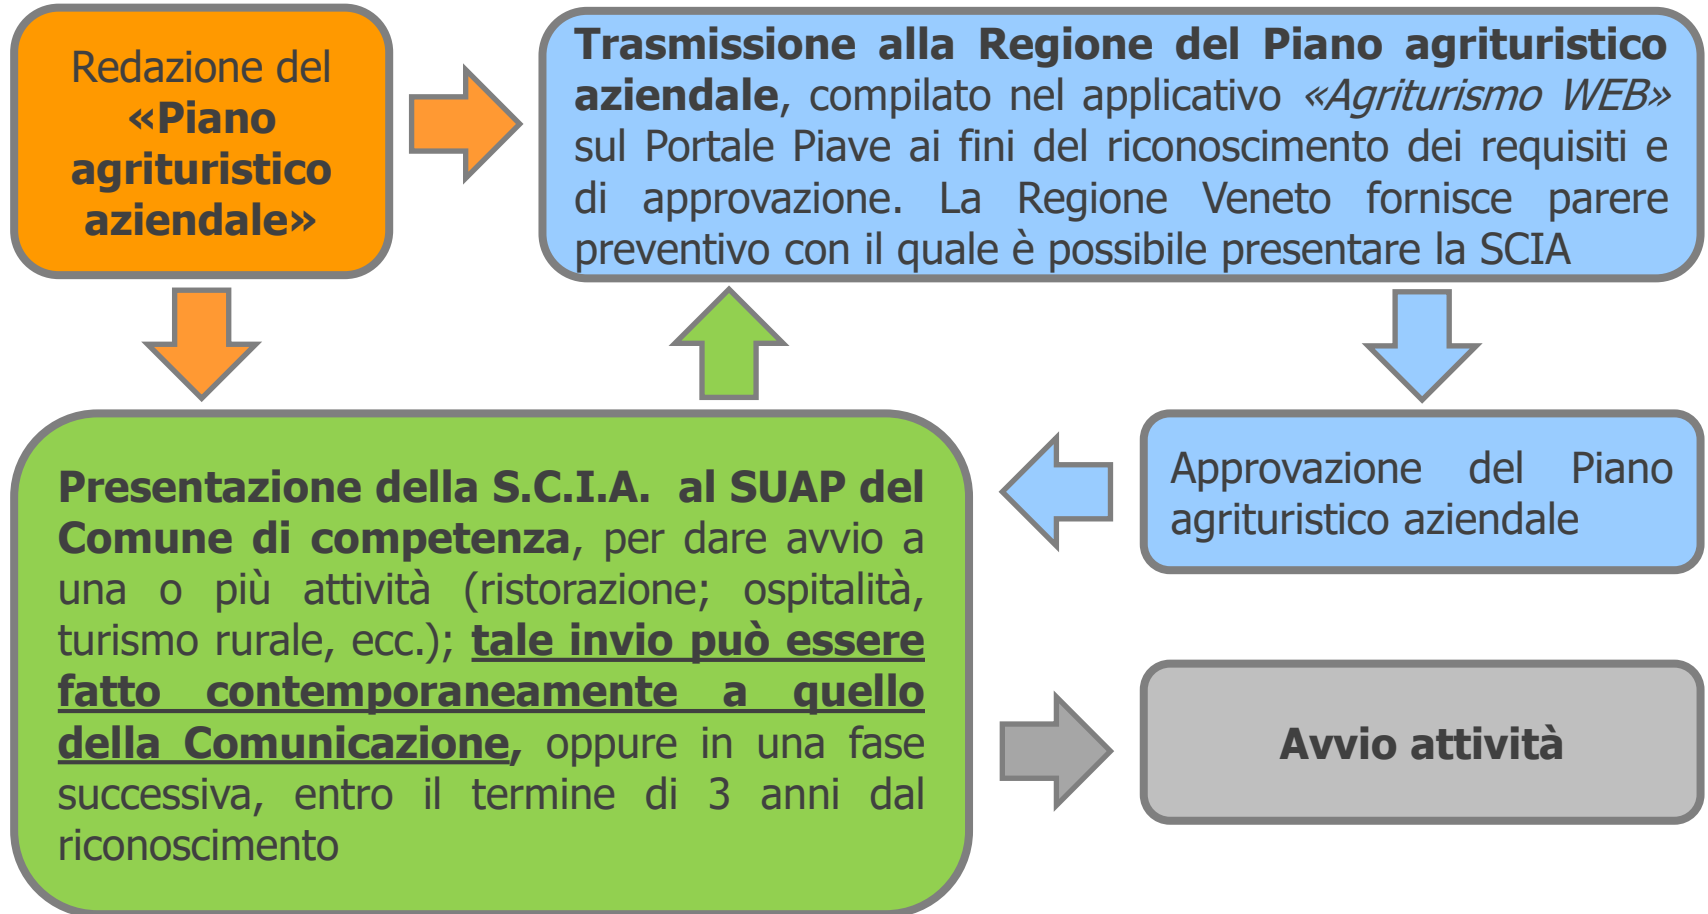 Redazione del
«Piano
agrituristico
aziendale»
Trasmissione alla Regione del Piano agrituristico
aziendale, compilato nel applicativo «Agriturismo WEB»
sul Portale Piave ai fini del riconoscimento dei requisiti e
di approvazione. La Regione Veneto fornisce parere
preventivo con il quale è possibile presentare la SCIA
Presentazione della S.C.I.A. al SUAP del
Comune di competenza, per dare avvio a
una o più attività (ristorazione; ospitalità,
turismo rurale, ecc.); tale invio può essere
fatto contemporaneamente a quello
della Comunicazione, oppure in una fase
successiva, entro il termine di 3 anni dal
riconoscimento
Approvazione del Piano
agrituristico aziendale
Avvio attività